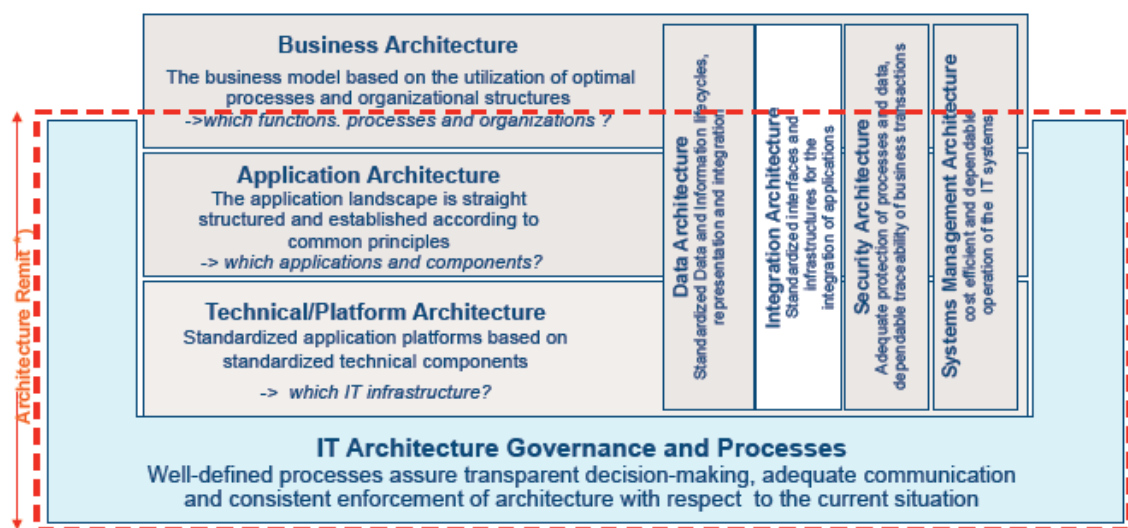 Business Architecture
The business model based on the utilization of optimal
processes and organizational structures
->which functions. processes and organizations ?
Application Architecture
The application landscape is straight
structured and established according to
common principles
-> which applications and components?
Technical/Platform Architecture
Standardized application platforms based on
standardized technical components
-> which IT infrastructure?
Data Architecture
Standardized Data and Information lifecycles,
representation and integration
Integration Architecture
Standardized interfaces and
infrastructures for the
integration of applications
Security Architecture
Adequate protection of processes and data,
dependable traceability of business transactions
Systems Management Architecture
cost efficient and dependable
operation of the IT systems
Architecture Remit *)
IT Architecture Governance and Processes
Well-defined processes assure transparent decision-making, adequate communication
and consistent enforcement of architecture with respect to the current situation